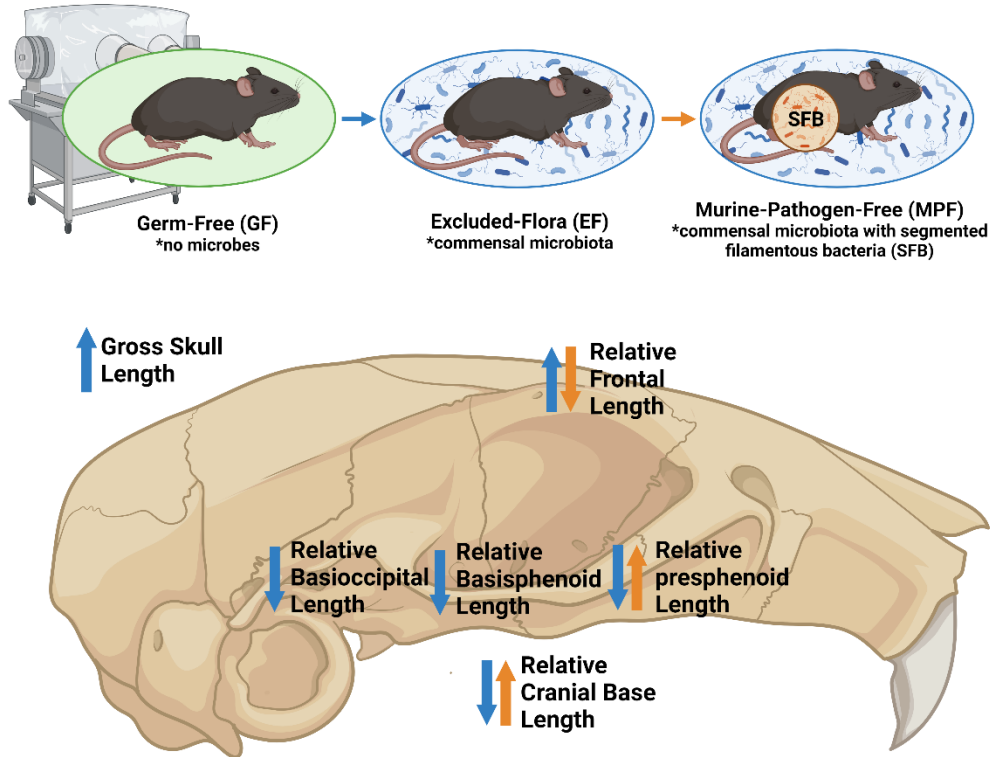 SFB
Germ-Free (GF)
*no microbes
Excluded-Flora (EF)
*commensal microbiota
Murine-Pathogen-Free (MPF)
*commensal microbiota with segmented
filamentous bacteria (SFB)
Gross Skull
Length
Relative
Frontal
Length
Relative
Basioccipital
Length
Relative
Basisphenoid
Length
Relative
presphenoid
Length
Relative
Cranial Base
Length